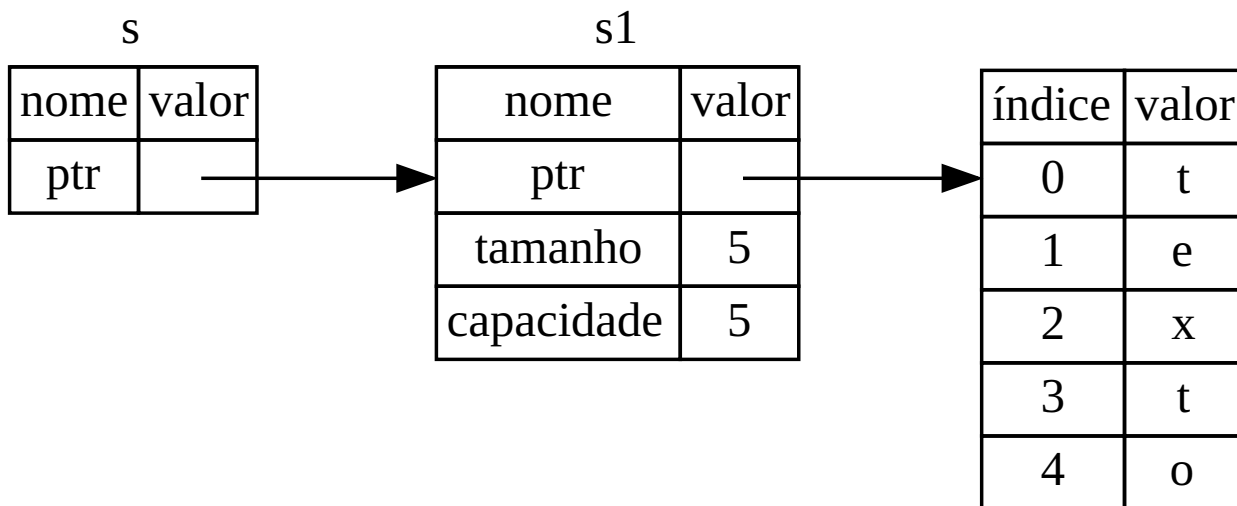 s
nome valor
ptr
s1
nome valor
ptr
tamanho 5
capacidade 5
índice valor
0 t
1 e
2 x
3 t
4 o